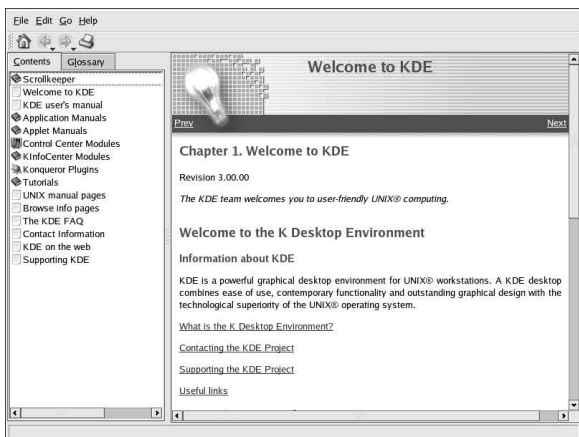 File Edit Go Help
Contents Glossary
Scrollkeeper
Welcome to KDE
KDE user's manual
Application Manuals
Applet Manuals
Control Center Modules
KInfoCenter Modules
Konqueror Plugins
Tutorials
UNIX manual pages
Browse info pages
The KDE FAQ
Contact Information
KDE on the web
Supporting KDE
Welcome to KDE
Prev Next
Chapter 1. Welcome to KDE
Revision 3.00.00
The KDE team welcomes you to user-friendly UNIX® computing.
Welcome to the K Desktop Environment
Information about KDE
KDE is a powerful graphical desktop environment for UNIX® workstations. A KDE desktop
combines ease of use, contemporary functionality and outstanding graphical design with the
technological superiority of the UNIX® operating system.
What is the K Desktop Environment?
Contacting the KDE Project
Supporting the KDE Project
Useful links